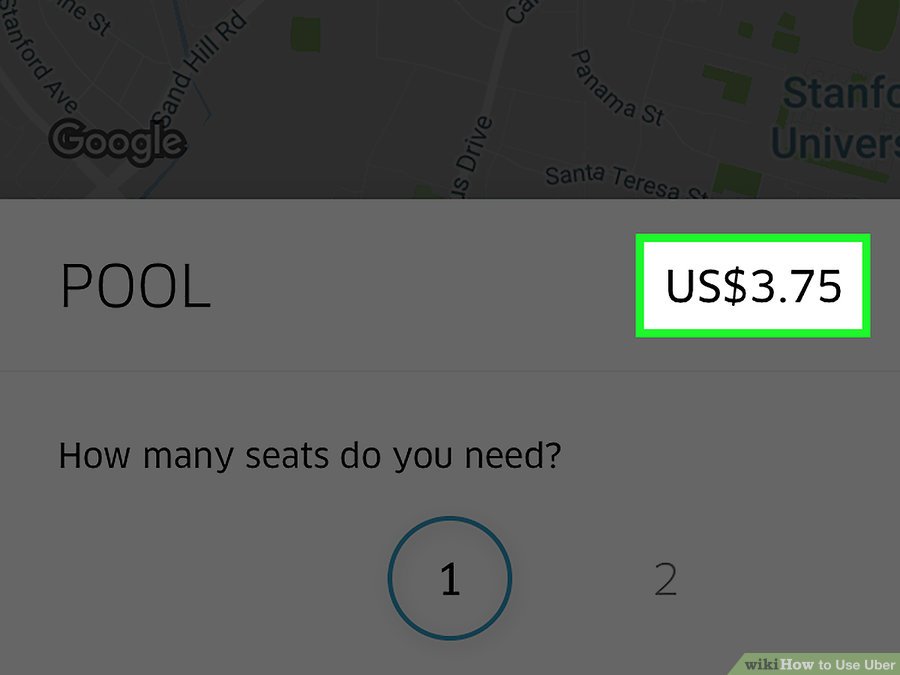 ine St
Stanford Ave
Sand Hill Rd
Ca
Panama St
Stanfo
Univers
Google
us Drive
Santa Teresa St
POOL
US$3.75
How many seats do you need?
1
2
wikiHow to Use Uber